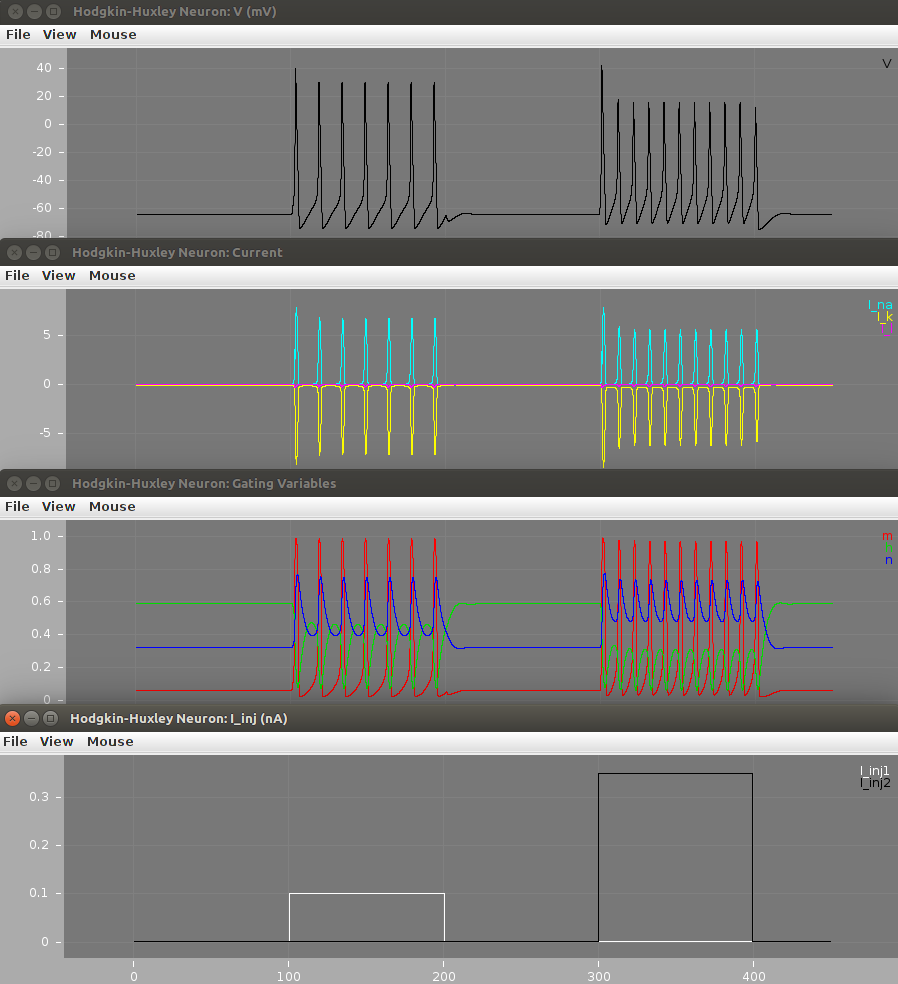 Hodgkin-Huxley Neuron: V (mV)
File View Mouse
V
40
20
0
-20
-40
-60
-80
Hodgkin-Huxley Neuron: Current
File View Mouse
I_na
I_k
5
0
-5
Hodgkin-Huxley Neuron: Gating Variables
File View Mouse
m
n
1.0
0.8
0.6
0.4
0.2
0
Hodgkin-Huxley Neuron: I_inj (nA)
File View Mouse
I_inj1
I_inj2
0.3
0.2
0.1
0
0 100 200 300 400